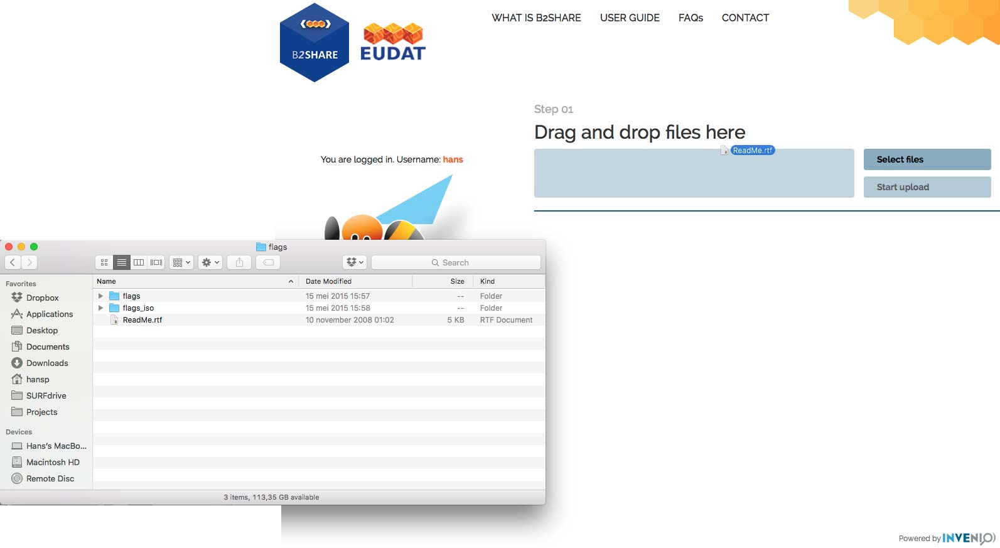 B2SHARE
EUDAT
WHAT IS B2SHARE USER GUIDE FAQs CONTACT
Step 01
Drag and drop files here
ReadMe.rtf
Select files
Start upload
You are logged in. Username: hans
flags
Search
Favorites
Dropbox
Applications
Desktop
Documents
Downloads
hansp
SURFdrive
Projects
Devices
Hans's MacBo...
Macintosh HD
Remote Disc
Name Date Modified Size Kind
flags 15 mei 2015 15:57 -- Folder
flags_iso 15 mei 2015 15:58 -- Folder
ReadMe.rtf 10 november 2008 01:02 5 KB RTF Document
3 items, 113,35 GB available
Powered by INVENIO